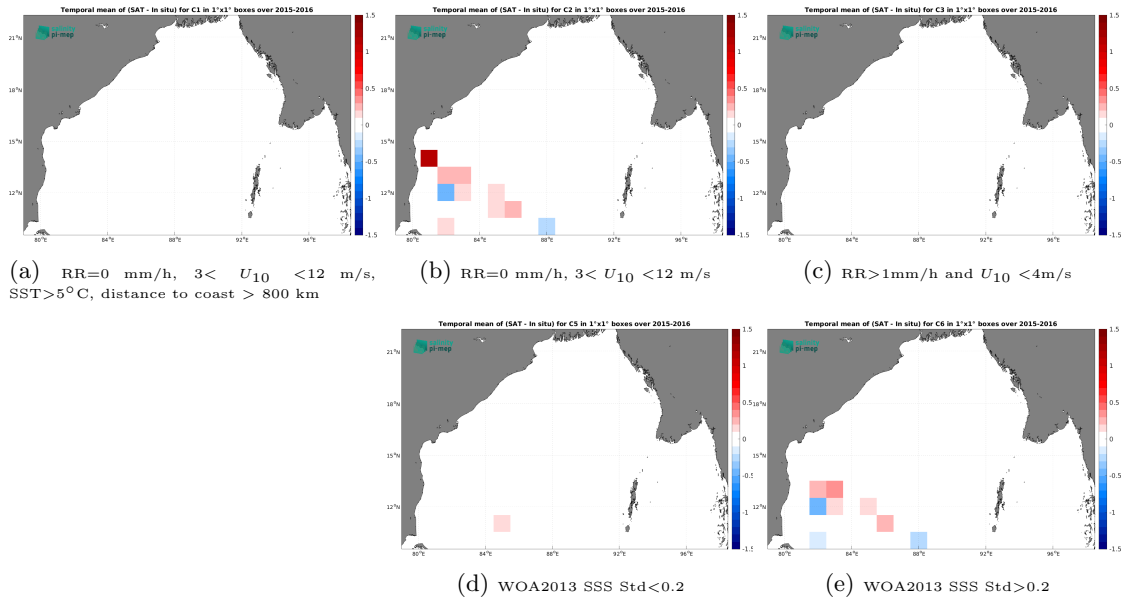 Temporal mean of (SAT - In situ) for C1 in 1°x1° boxes over 2015-2016
pi-mep
21°N
18°N
15°N
12°N
80°E 84°E 88°E 92°E 96°E
1.5
1
0.5
0
-0.5
-1
-1.5
(a) RR=0 mm/h, 3< U10 <12 m/s,
SST>5°C, distance to coast > 800 km
Temporal mean of (SAT - In situ) for C2 in 1°x1° boxes over 2015-2016
pi-mep
21°N
18°N
15°N
12°N
80°E 84°E 88°E 92°E 96°E
1.5
1
0.5
0
-0.5
-1
-1.5
(b) RR=0 mm/h, 3< U10 <12 m/s
Temporal mean of (SAT - In situ) for C3 in 1°x1° boxes over 2015-2016
pi-mep
21°N
18°N
15°N
12°N
80°E 84°E 88°E 92°E 96°E
1.5
1
0.5
0
-0.5
-1
-1.5
(c) RR>1mm/h and U10 <4m/s
Temporal mean of (SAT - In situ) for C5 in 1°x1° boxes over 2015-2016
pi-mep
21°N
18°N
15°N
12°N
80°E 84°E 88°E 92°E 96°E
1.5
1
0.5
0
-0.5
-1
-1.5
(d) WOA2013 SSS Std<0.2
Temporal mean of (SAT - In situ) for C6 in 1°x1° boxes over 2015-2016
pi-mep
21°N
18°N
15°N
12°N
80°E 84°E 88°E 92°E 96°E
1.5
1
0.5
0
-0.5
-1
-1.5
(e) WOA2013 SSS Std>0.2